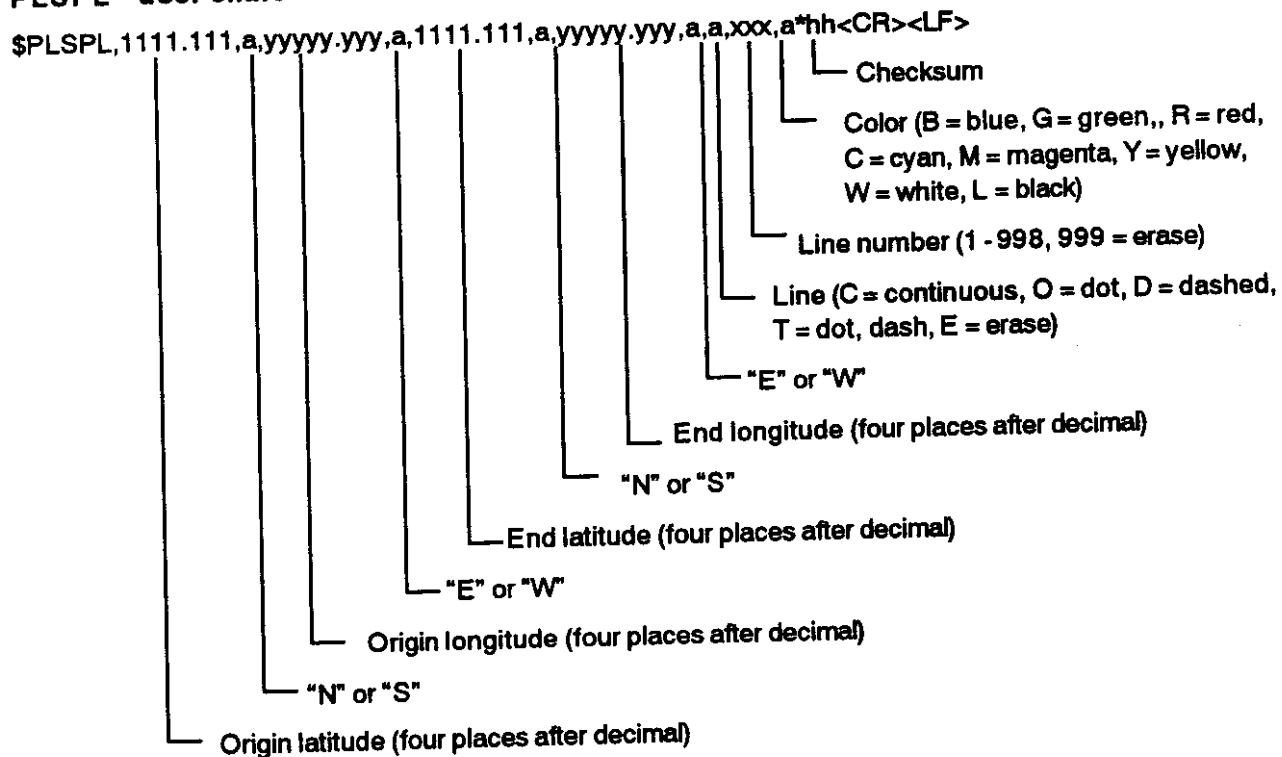 $PLSPL,1111.111,a,yyyyy.yyy,a,1111.111,a,yyyyy.yyy,a,a,xxx,a*hh<CR><LF>
Checksum
Color (B = blue, G = green,, R = red,
C = cyan, M = magenta, Y = yellow,
W = white, L = black)
Line number (1 - 998, 999 = erase)
Line (C = continuous, O = dot, D = dashed,
T = dot, dash, E = erase)
"E" or "W"
End longitude (four places after decimal)
"N" or "S"
End latitude (four places after decimal)
"E" or "W"
Origin longitude (four places after decimal)
"N" or "S"
Origin latitude (four places after decimal)